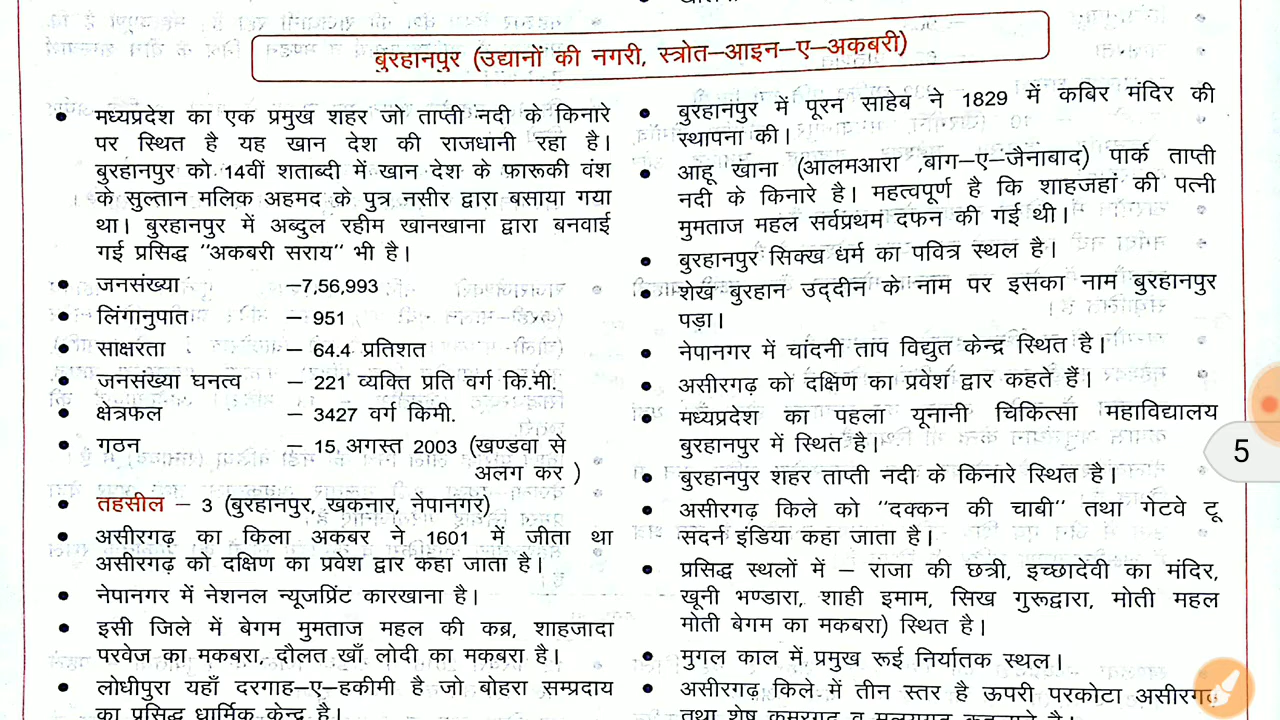 बुरहानपुर (उद्यानों की नगरी, स्त्रोत–आइन–ए–अकबरी)
• मध्यप्रदेश का एक प्रमुख शहर जो ताप्ती नदी के किनारे
पर स्थित है यह खान देश की राजधानी रहा है।
बुरहानपुर को 14वीं शताब्दी में खान देश के फारूकी वंश
के सुल्तान मलिक अहमद के पुत्र नसीर द्वारा बसाया गया
था। बुरहानपुर में अब्दुल रहीम खानखाना द्वारा बनवाई
गई प्रसिद्ध "अकबरी सराय" भी है।
• जनसंख्या –7,56,993
• लिंगानुपात – 951
• साक्षरता – 64.4 प्रतिशत
• जनसंख्या घनत्व – 221 व्यक्ति प्रति वर्ग कि.मी.
• क्षेत्रफल – 3427 वर्ग किमी.
• गठन – 15 अगस्त 2003 (खण्डवा से
अलग कर )
• तहसील – 3 (बुरहानपुर, खकनार, नेपानगर)
• असीरगढ़ का किला अकबर ने 1601 में जीता था
असीरगढ़ को दक्षिण का प्रवेश द्वार कहा जाता है।
• नेपानगर में नेशनल न्यूजप्रिंट कारखाना है।
• इसी जिले में बेगम मुमताज महल की कब्र, शाहजादा
परवेज का मकबरा, दौलत खाँ लोदी का मकबरा है।
• लोधीपुरा यहाँ दरगाह–ए–हकीमी है जो बोहरा सम्प्रदाय
का प्रसिद्ध धार्मिक केन्द्र है।
• बुरहानपुर में पूरन साहेब ने 1829 में कबिर मंदिर की
स्थापना की।
• आहू खाना (आलमआरा ,बाग–ए–जैनाबाद) पार्क ताप्ती
नदी के किनारे है। महत्वपूर्ण है कि शाहजहां की पत्नी
मुमताज महल सर्वप्रथम दफन की गई थी।
• बुरहानपुर सिक्ख धर्म का पवित्र स्थल है।
• शेख बुरहान उद्दीन के नाम पर इसका नाम बुरहानपुर
पड़ा।
• नेपानगर में चांदनी ताप विद्युत केन्द्र स्थित है।
• असीरगढ़ को दक्षिण का प्रवेश द्वार कहते हैं।
• मध्यप्रदेश का पहला यूनानी चिकित्सा महाविद्यालय
बुरहानपुर में स्थित है।
• बुरहानपुर शहर ताप्ती नदी के किनारे स्थित है।
• असीरगढ़ किले को "दक्कन की चाबी" तथा गेटवे टू
सदर्न इंडिया कहा जाता है।
• प्रसिद्ध स्थलों में – राजा की छत्री, इच्छादेवी का मंदिर,
खूनी भण्डारा, शाही इमाम, सिख गुरूद्वारा, मोती महल
मोती बेगम का मकबरा) स्थित है।
• मुगल काल में प्रमुख रूई निर्यातक स्थल।
• असीरगढ़ किले में तीन स्तर है ऊपरी परकोटा असीरगढ़
तथा शेष कमरगढ़ व मलयगढ़ कहलाते है।
5